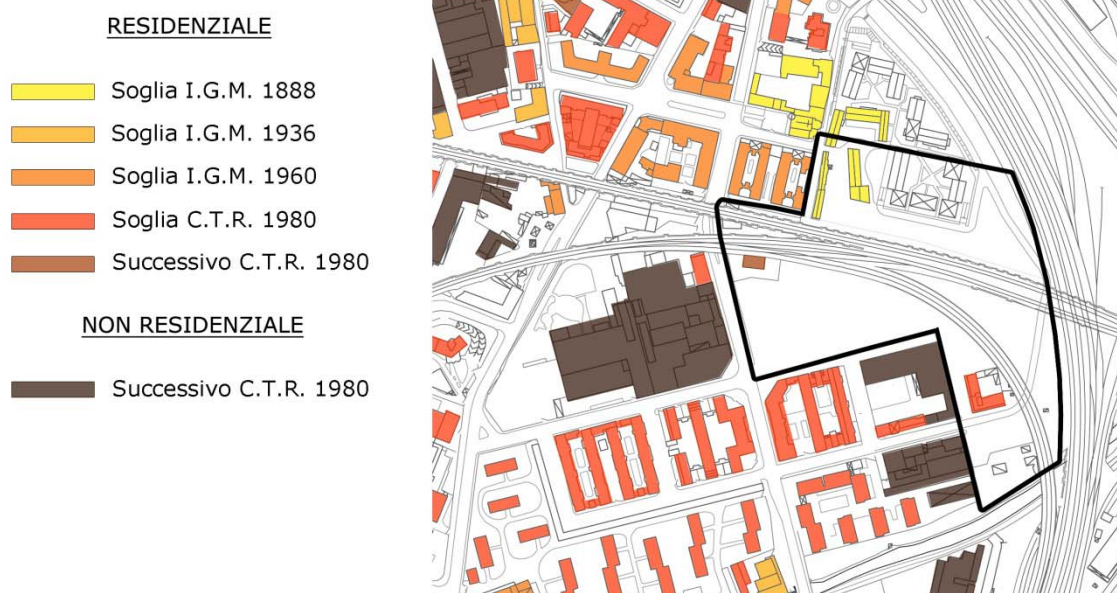 RESIDENZIALE
Soglia I.G.M. 1888
Soglia I.G.M. 1936
Soglia I.G.M. 1960
Soglia C.T.R. 1980
Successivo C.T.R. 1980
NON RESIDENZIALE
Successivo C.T.R. 1980